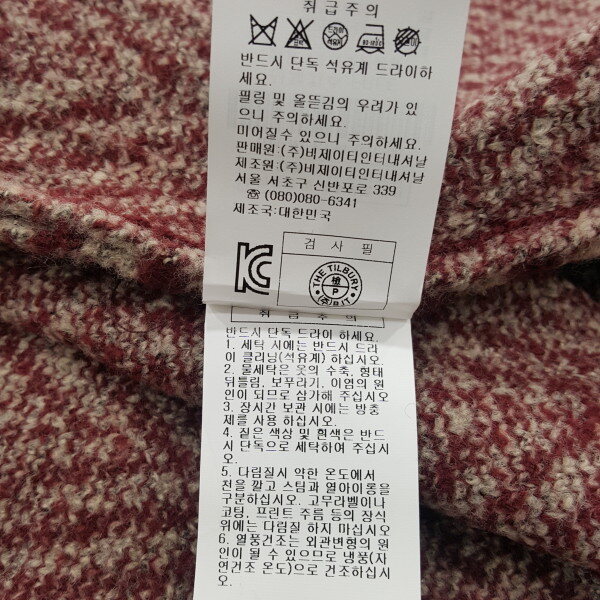 취급주의
반드시 단독 석유계 드라이하
세요.
필링 및 올뜯김의 우려가 있
으니 주의하세요.
미어질수 있으니 주의하세요.
판매원:(주)비제이티인터내셔날
제조원:(주)비제이티인터내셔날
서울 서초구 신반포로 339
☎ (080)080-6341
제조국:대한민국
검사필
THE TILBURY
檢
P
(주)BJT
취급주의
반드시 단독 드라이 하세요.
1. 세탁 시에는 반드시 드라
이 클리닝(석유계) 하십시오
2. 물세탁은 옷의 수축, 형태
뒤틀림, 보푸라기, 이염의 원
인이 되므로 삼가해 주십시오
3. 장시간 보관 시에는 방충
제를 사용 하십시오.
4. 짙은 색상 및 흰색은 반드
시 단독으로 세탁하여 주십시
오.
5. 다림질시 약한 온도에서
천을 깔고 스팀과 열아이롱을
구분하십시오. 고무라벨이나
코팅, 프린트 주름 등의 장식
위에는 다림질 하지 마십시오
6. 열풍건조는 외관변형의 원
인이 될 수 있으므로 냉풍(자
연건조 온도)으로 건조하십시
오.